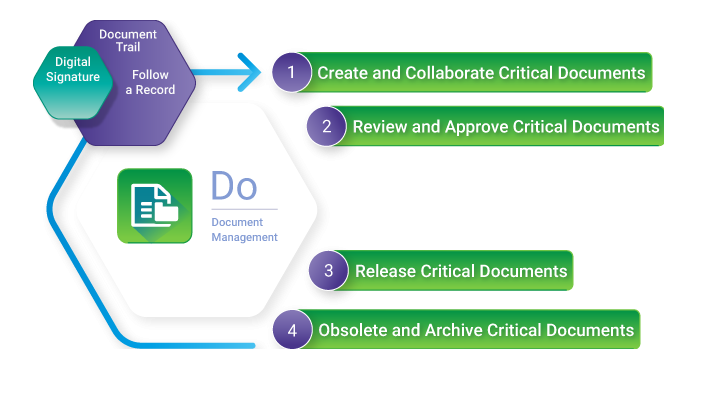 Document
Trail
Digital
Signature
Follow
a Record
1 Create and Collaborate Critical Documents
2 Review and Approve Critical Documents
Do
Document
Management
3 Release Critical Documents
4 Obsolete and Archive Critical Documents